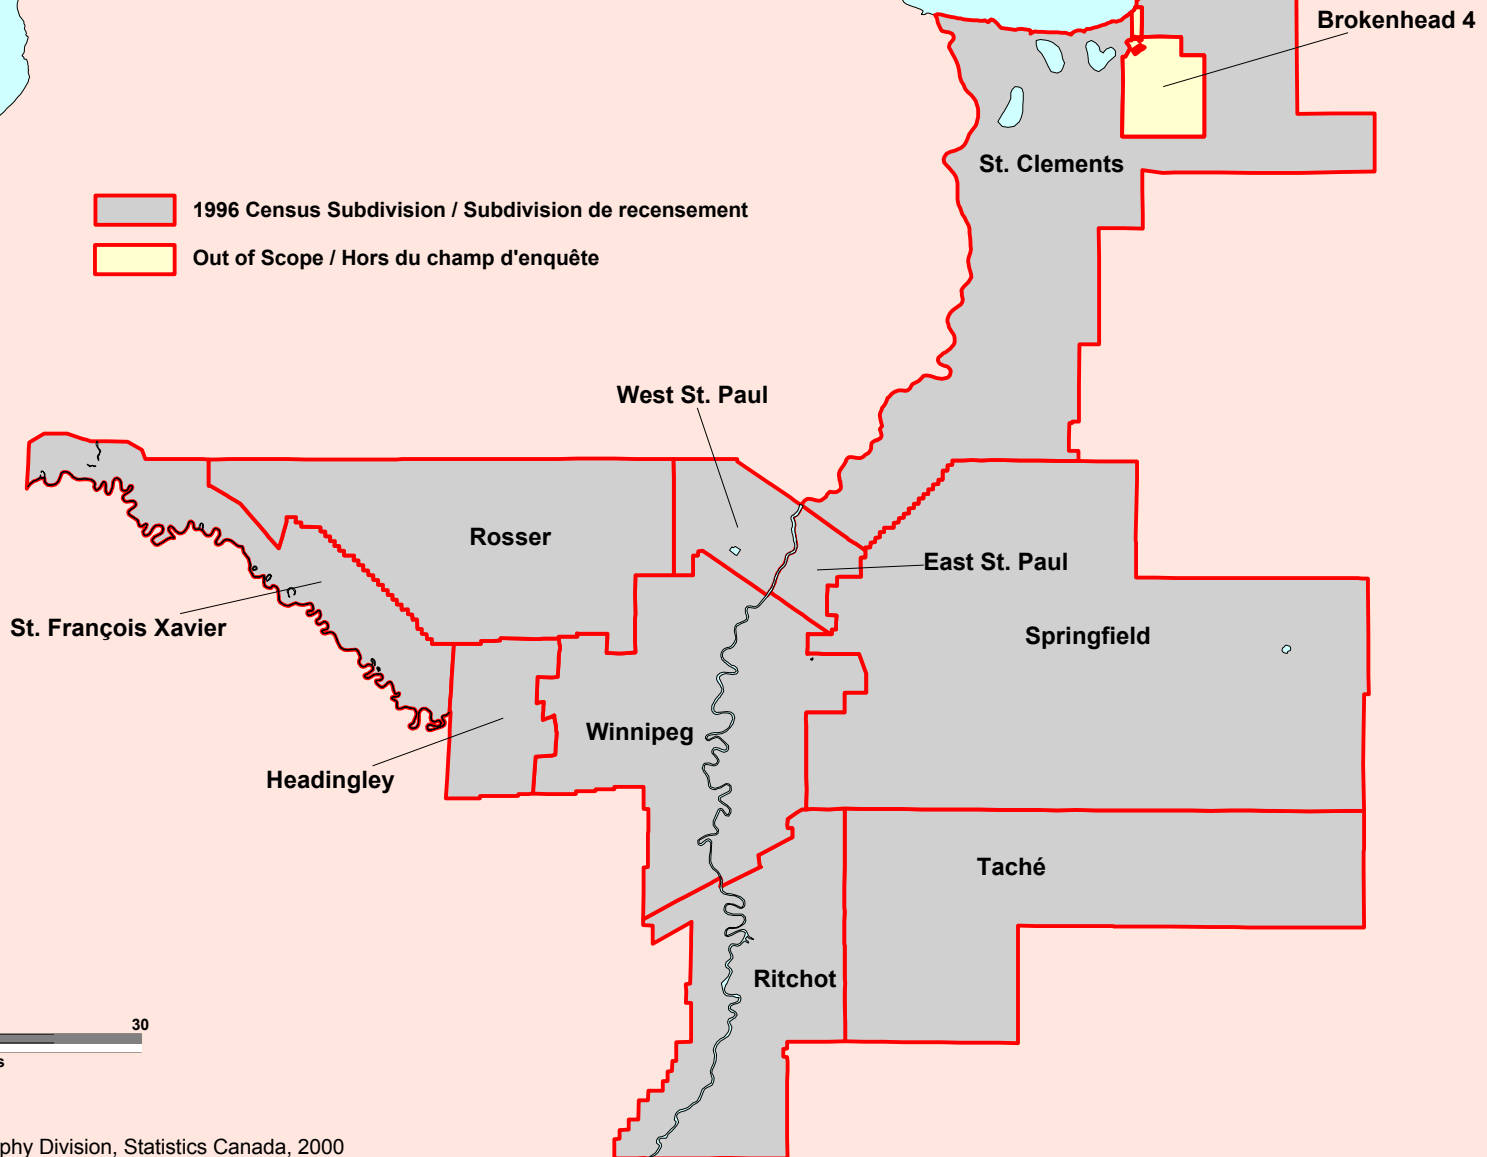 Brokenhead 4
St. Clements
1996 Census Subdivision / Subdivision de recensement
Out of Scope / Hors du champ d'enquête
West St. Paul
Rosser
East St. Paul
St. François Xavier
Springfield
Winnipeg
Headingley
Taché
Ritchot
30
s
phy Division, Statistics Canada, 2000